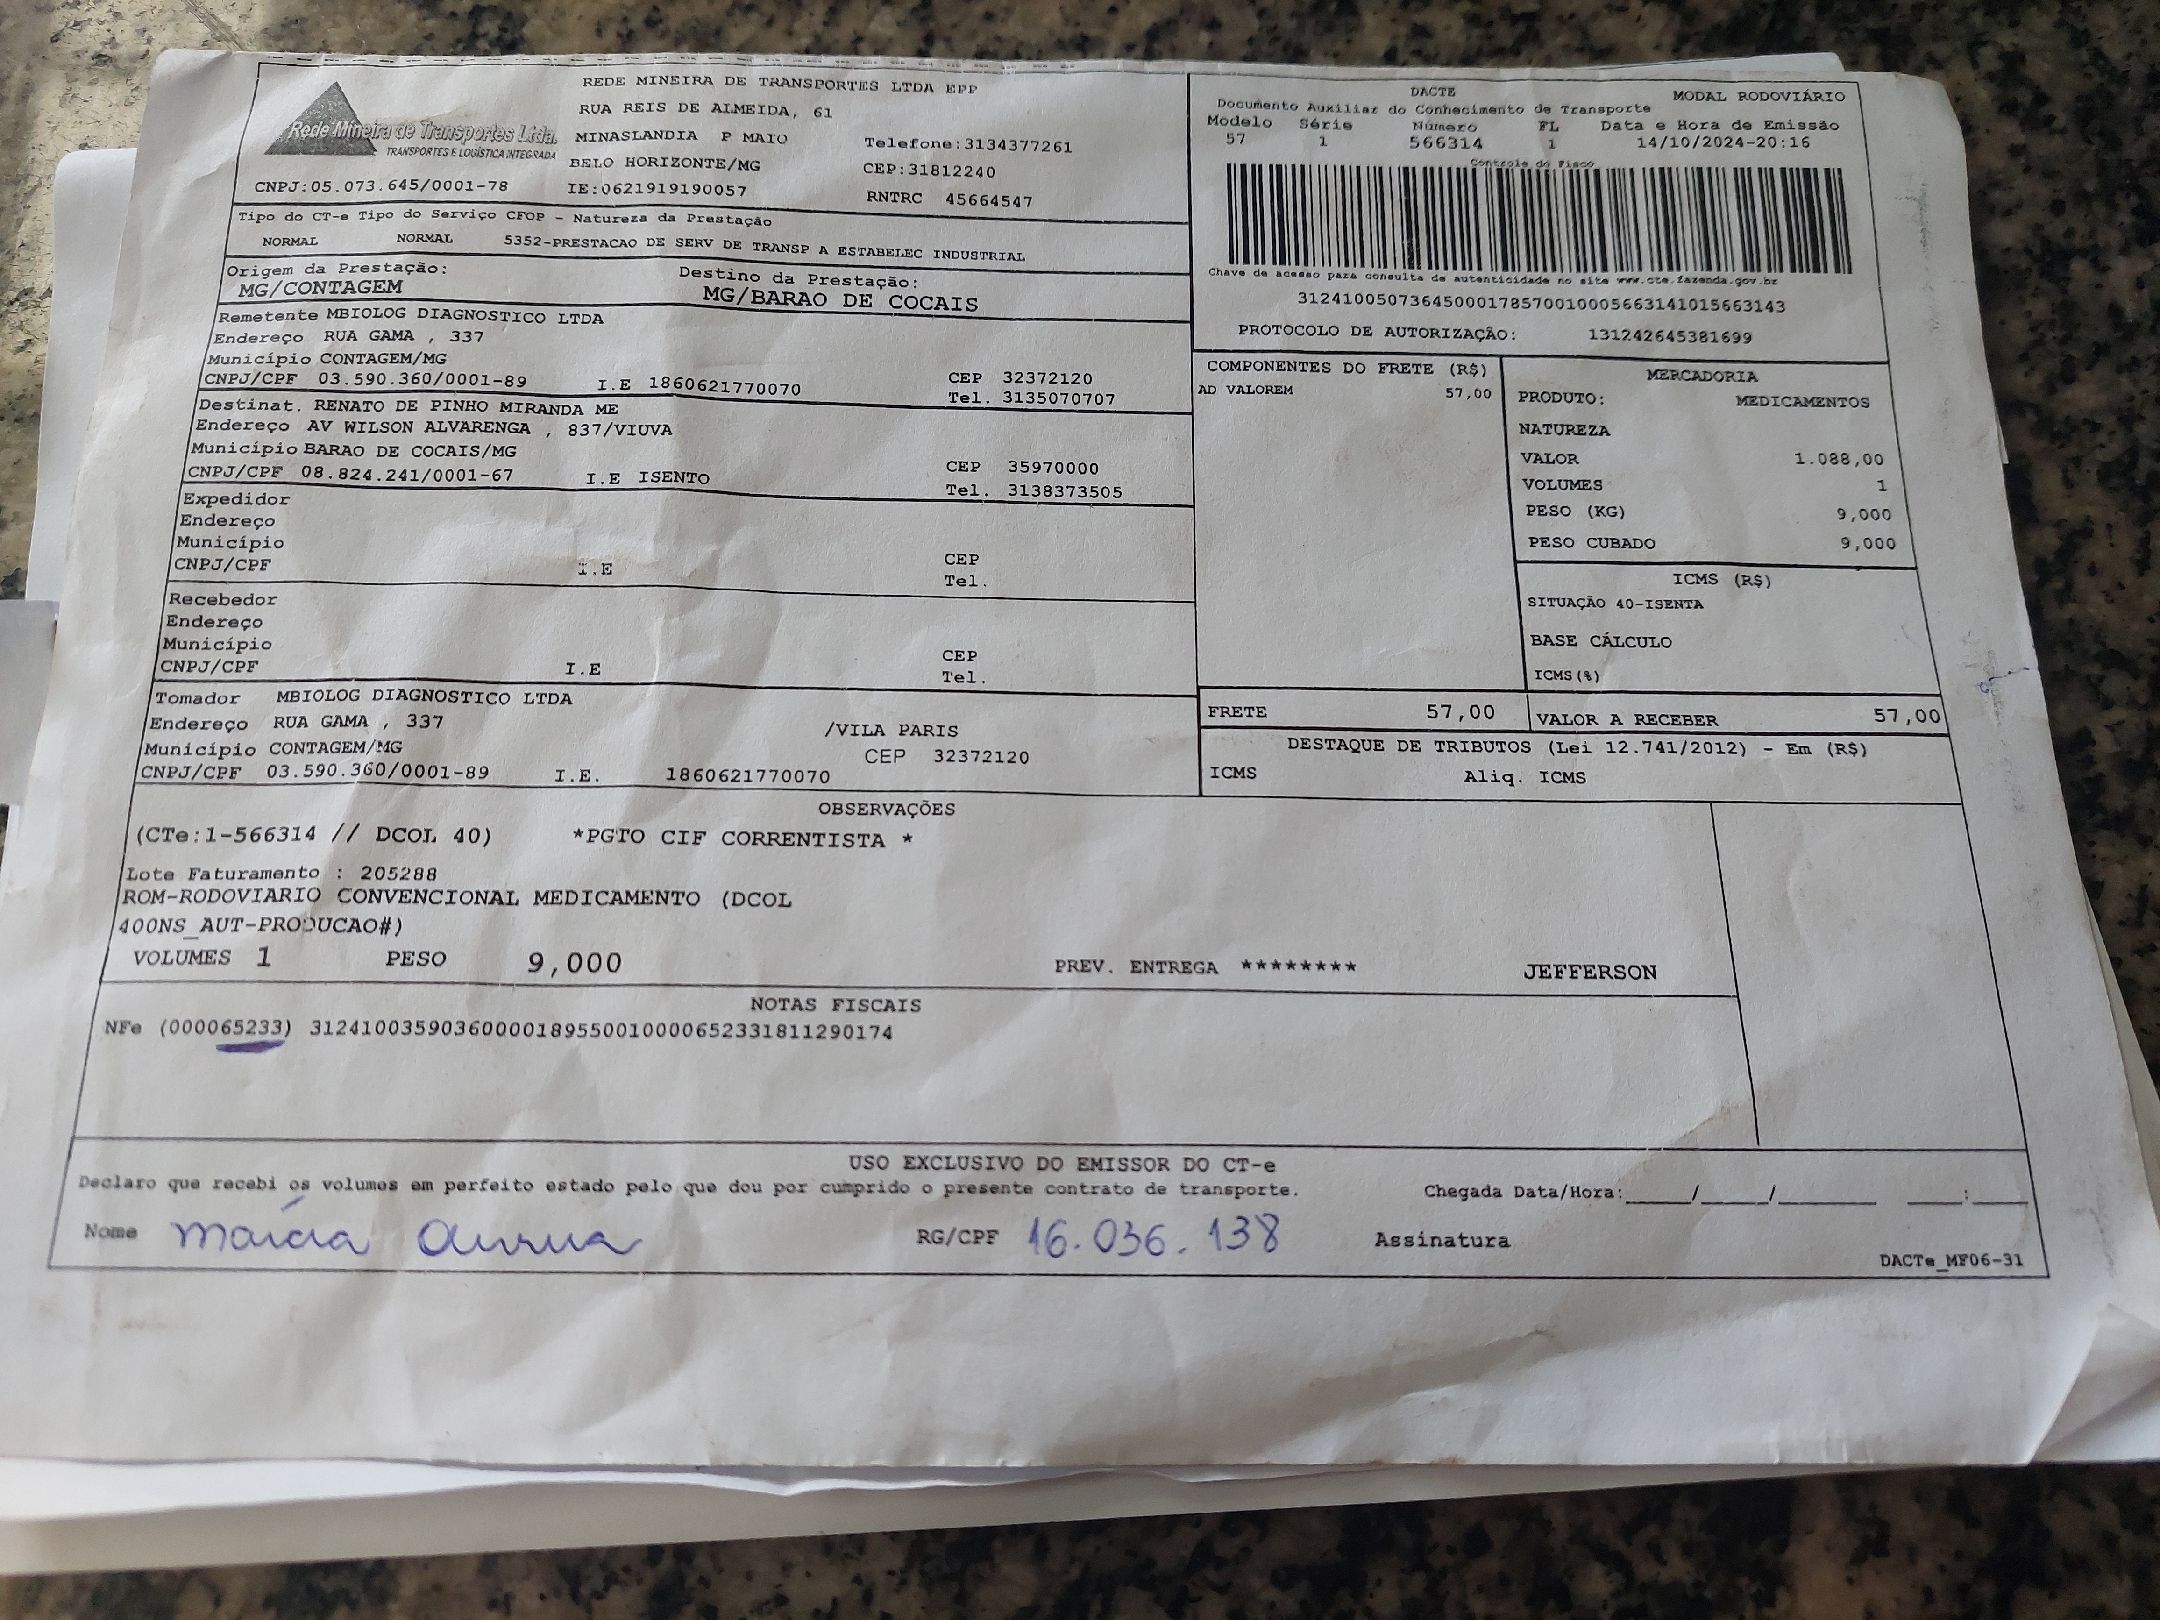 Rede Mineira de Transportes Ltda.
TRANSPORTES E LOGÍSTICA INTEGRADA
CNPJ:05.073.645/0001-78
REDE MINEIRA DE TRANSPORTES LTDA EPP
RUA REIS DE ALMEIDA, 61
MINASLANDIA P MAIO Telefone:3134377261
BELO HORIZONTE/MG CEP:31812240
IE:0621919190057 RNTRC 45664547
Tipo do CT-e Tipo do Serviço CFOP - Natureza da Prestação
NORMAL NORMAL 5352-PRESTACAO DE SERV DE TRANSP A ESTABELEC INDUSTRIAL
Origem da Prestação: Destino da Prestação:
MG/CONTAGEM MG/BARAO DE COCAIS
DACTE MODAL RODOVIÁRIO
Documento Auxiliar do Conhecimento de Transporte
Modelo Série Número FL Data e Hora de Emissão
57 1 566314 1 14/10/2024-20:16
Controle do Fisco
Chave de acesso para consulta de autenticidade no site www.cte.fazenda.gov.br
31241005073645000178570010005663141015663143
PROTOCOLO DE AUTORIZAÇÃO: 131242645381699
Remetente MBIOLOG DIAGNOSTICO LTDA
Endereço RUA GAMA , 337
Município CONTAGEM/MG CEP 32372120
CNPJ/CPF 03.590.360/0001-89 I.E 1860621770070 Tel. 3135070707
Destinat. RENATO DE PINHO MIRANDA ME
Endereço AV WILSON ALVARENGA , 837/VIUVA
Município BARAO DE COCAIS/MG CEP 35970000
CNPJ/CPF 08.824.241/0001-67 I.E ISENTO Tel. 3138373505
Expedidor
Endereço
Município CEP
CNPJ/CPF I.E Tel.
Recebedor
Endereço
Município CEP
CNPJ/CPF I.E Tel.
Tomador MBIOLOG DIAGNOSTICO LTDA
Endereço RUA GAMA , 337 /VILA PARIS
Município CONTAGEM/MG CEP 32372120
CNPJ/CPF 03.590.360/0001-89 I.E. 1860621770070
COMPONENTES DO FRETE (R$)
AD VALOREM 57,00
MERCADORIA
PRODUTO: MEDICAMENTOS
NATUREZA
VALOR 1.088,00
VOLUMES 1
PESO (KG) 9,000
PESO CUBADO 9,000
ICMS (R$)
SITUAÇÃO 40-ISENTA
BASE CÁLCULO
ICMS(%)
FRETE 57,00 VALOR A RECEBER 57,00
DESTAQUE DE TRIBUTOS (Lei 12.741/2012) - Em (R$)
ICMS Aliq. ICMS
OBSERVAÇÕES
(CTe:1-566314 // DCOL 40) *PGTO CIF CORRENTISTA *
Lote Faturamento : 205288
ROM-RODOVIARIO CONVENCIONAL MEDICAMENTO (DCOL
400NS_AUT-PRODUCAO#)
VOLUMES 1 PESO 9,000 PREV. ENTREGA ******** JEFFERSON
NOTAS FISCAIS
NFe (000065233) 31241003590360000189550010000652331811290174
USO EXCLUSIVO DO EMISSOR DO CT-e
Declaro que recebi os volumes em perfeito estado pelo que dou por cumprido o presente contrato de transporte. Chegada Data/Hora:____/____/______ ____:____
Nome Maícia RG/CPF 16.036.138 Assinatura
DACTe_MF06-31